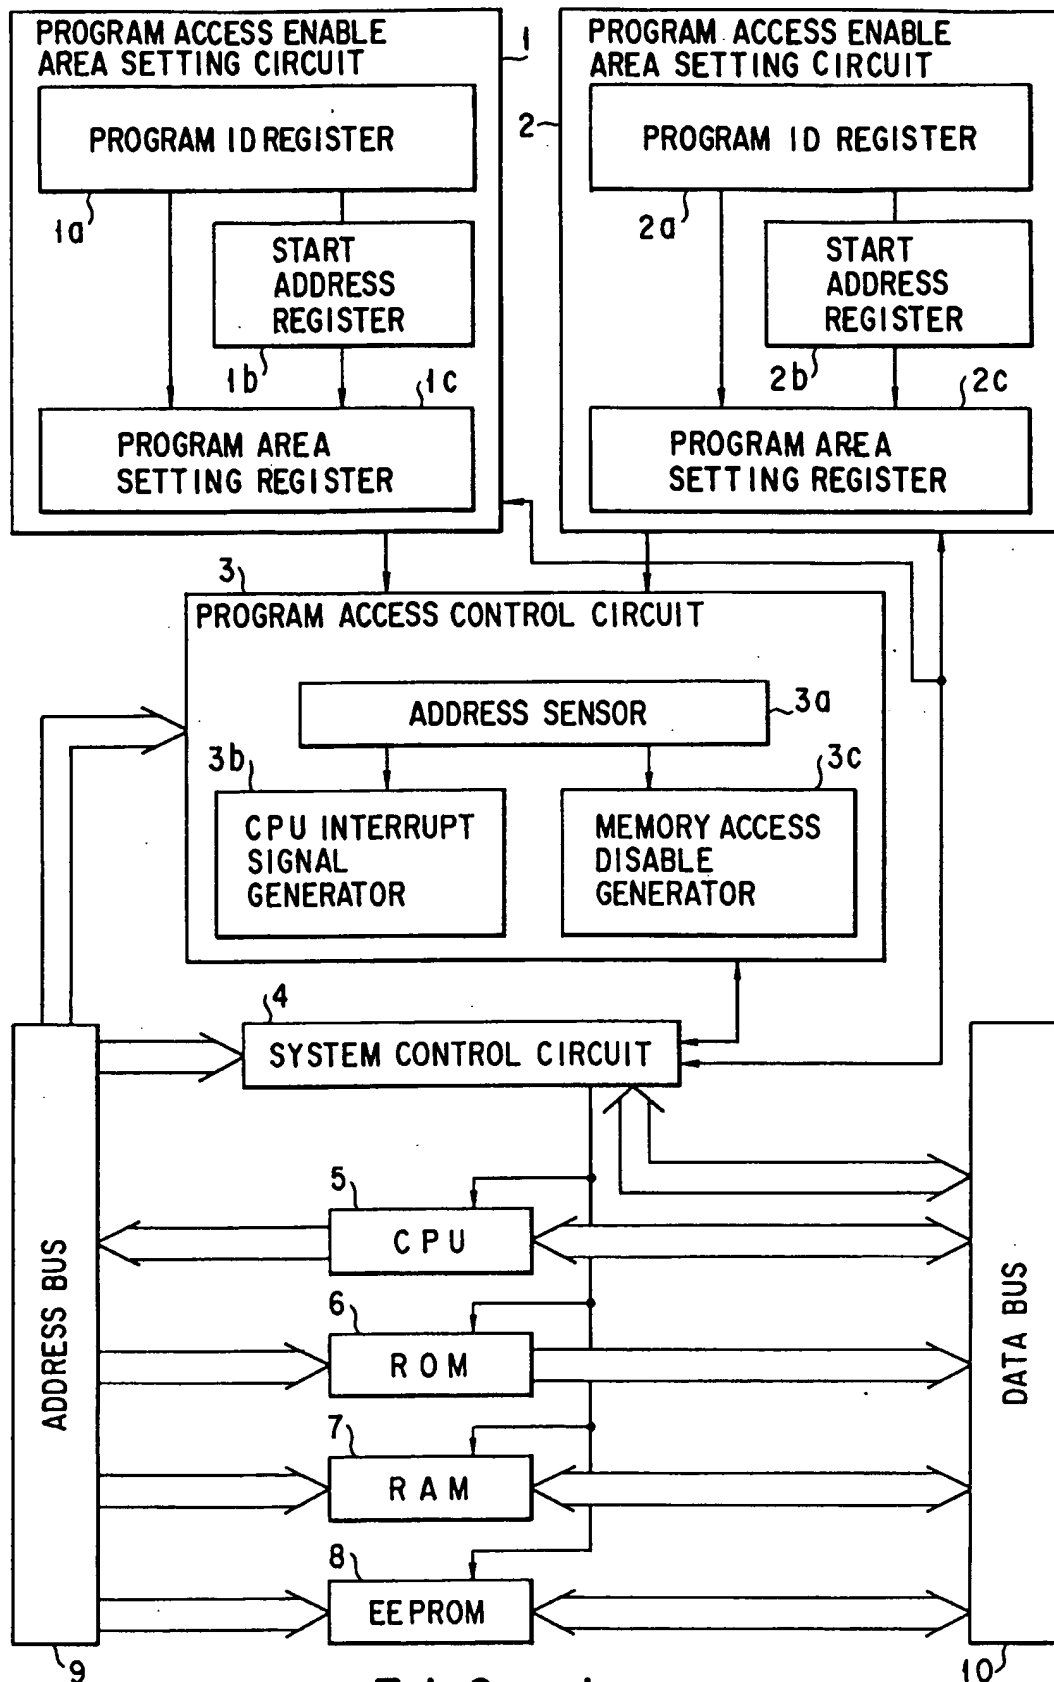 PROGRAM ACCESS ENABLE
AREA SETTING CIRCUIT
1
PROGRAM ID REGISTER
1a
START
ADDRESS
REGISTER
1b
1c
PROGRAM AREA
SETTING REGISTER
PROGRAM ACCESS ENABLE
AREA SETTING CIRCUIT
2
PROGRAM ID REGISTER
2a
START
ADDRESS
REGISTER
2b
2c
PROGRAM AREA
SETTING REGISTER
3
PROGRAM ACCESS CONTROL CIRCUIT
ADDRESS SENSOR
3a
3b
CPU INTERRUPT
SIGNAL
GENERATOR
3c
MEMORY ACCESS
DISABLE
GENERATOR
4
SYSTEM CONTROL CIRCUIT
5
CPU
6
ROM
7
RAM
8
EEPROM
ADDRESS BUS
9
DATA BUS
10